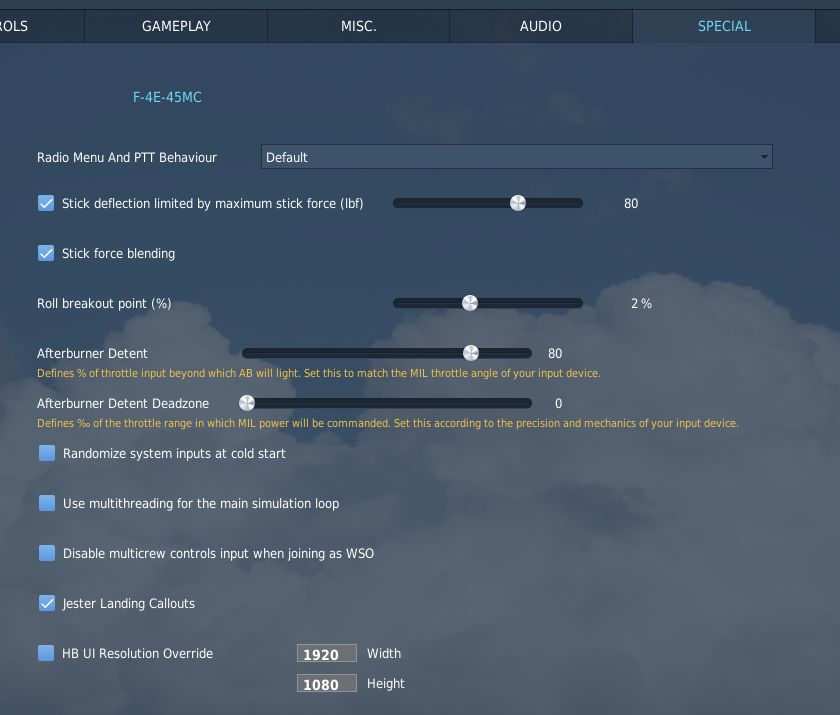 ROLS GAMEPLAY MISC. AUDIO SPECIAL
F-4E-45MC
Radio Menu And PTT Behaviour Default
Stick deflection limited by maximum stick force (lbf) 80
Stick force blending
Roll breakout point (%) 2 %
Afterburner Detent 80
Defines % of throttle input beyond which AB will light. Set this to match the MIL throttle angle of your input device.
Afterburner Detent Deadzone 0
Defines ‰ of the throttle range in which MIL power will be commanded. Set this according to the precision and mechanics of your input device.
Randomize system inputs at cold start
Use multithreading for the main simulation loop
Disable multicrew controls input when joining as WSO
Jester Landing Callouts
HB UI Resolution Override 1920 Width
1080 Height